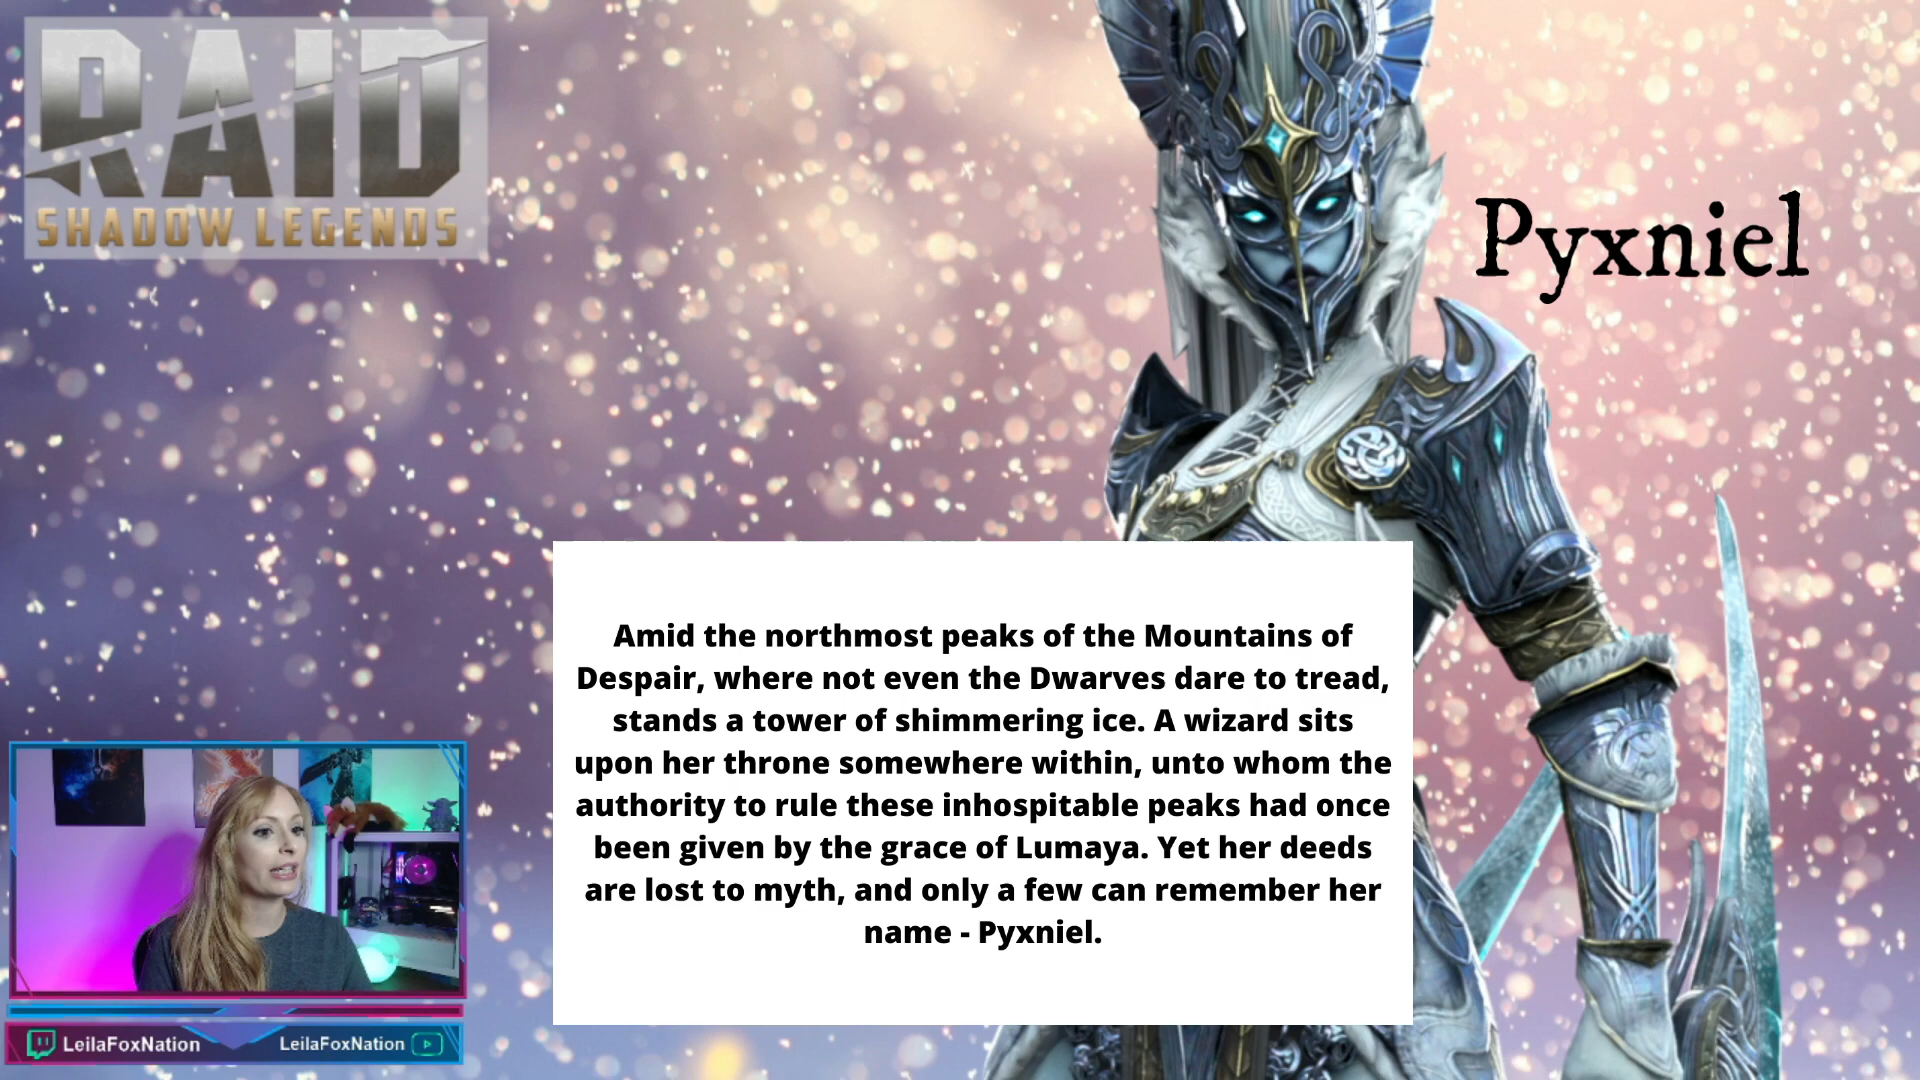 RAID
SHADOW LEGENDS
Pyxniel
Amid the northmost peaks of the Mountains of
Despair, where not even the Dwarves dare to tread,
stands a tower of shimmering ice. A wizard sits
upon her throne somewhere within, unto whom the
authority to rule these inhospitable peaks had once
been given by the grace of Lumaya. Yet her deeds
are lost to myth, and only a few can remember her
name - Pyxniel.
LeilaFoxNation
LeilaFoxNation